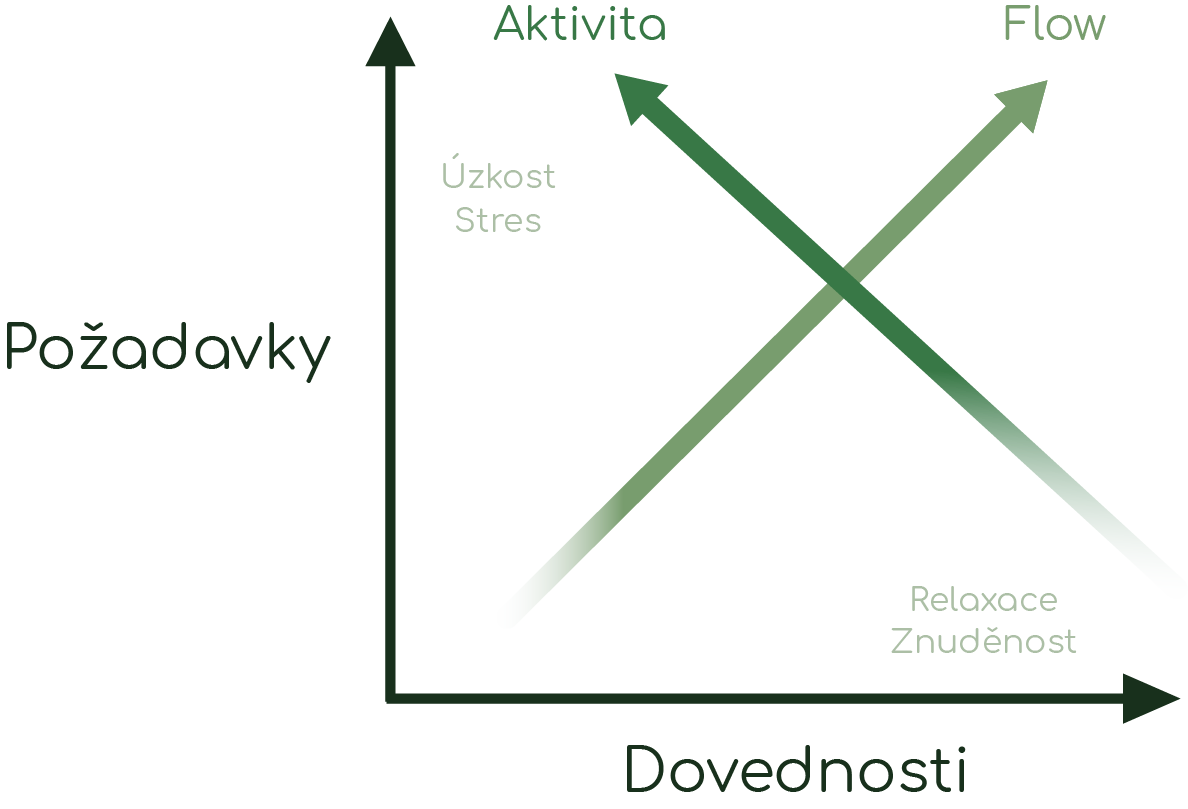 Aktivita
Flow
Úzkost
Stres
Požadavky
Relaxace
Znuděnost
Dovednosti